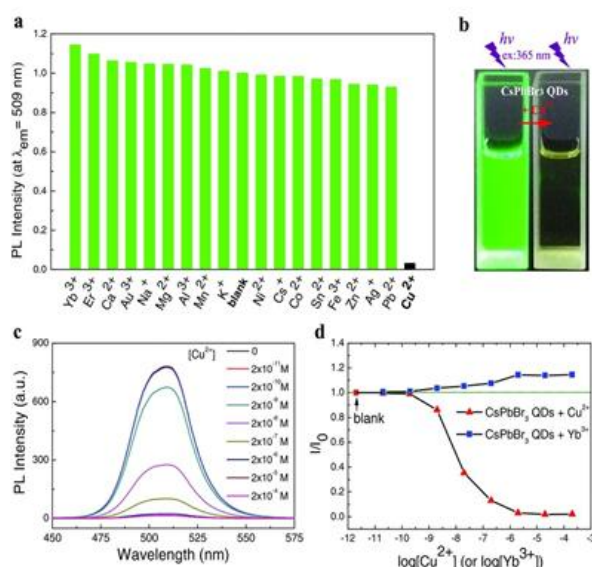 a
PL Intensity (at λem= 509 nm)
1.2
1.0
0.8
0.6
0.4
0.2
0.0
Yb 3+
Er 3+
Ca 2+
Au 3+
Na +
Mg 2+
Al 3+
Mn 2+
K +
blank
Ni 2+
Cs +
Co 2+
Sn 2+
Fe 3+
Zn 2+
Ag +
Pb 2+
Cu 2+
b
hν hν
ex:365 nm
CsPbBr3 QDs
c
PL Intensity (a.u.)
900
600
300
0
450 475 500 525 550 575
Wavelength (nm)
[Cu2+]
0
2x10-11 M
2x10-10 M
2x10-9 M
2x10-8 M
2x10-7 M
2x10-6 M
2x10-5 M
2x10-4 M
d
I/I0
1.4
1.2
1.0
0.8
0.6
0.4
0.2
0.0
blank
CsPbBr3 QDs + Cu2+
CsPbBr3 QDs + Yb3+
-12 -11 -10 -9 -8 -7 -6 -5 -4 -3
log[Cu2+] (or log[Yb3+])